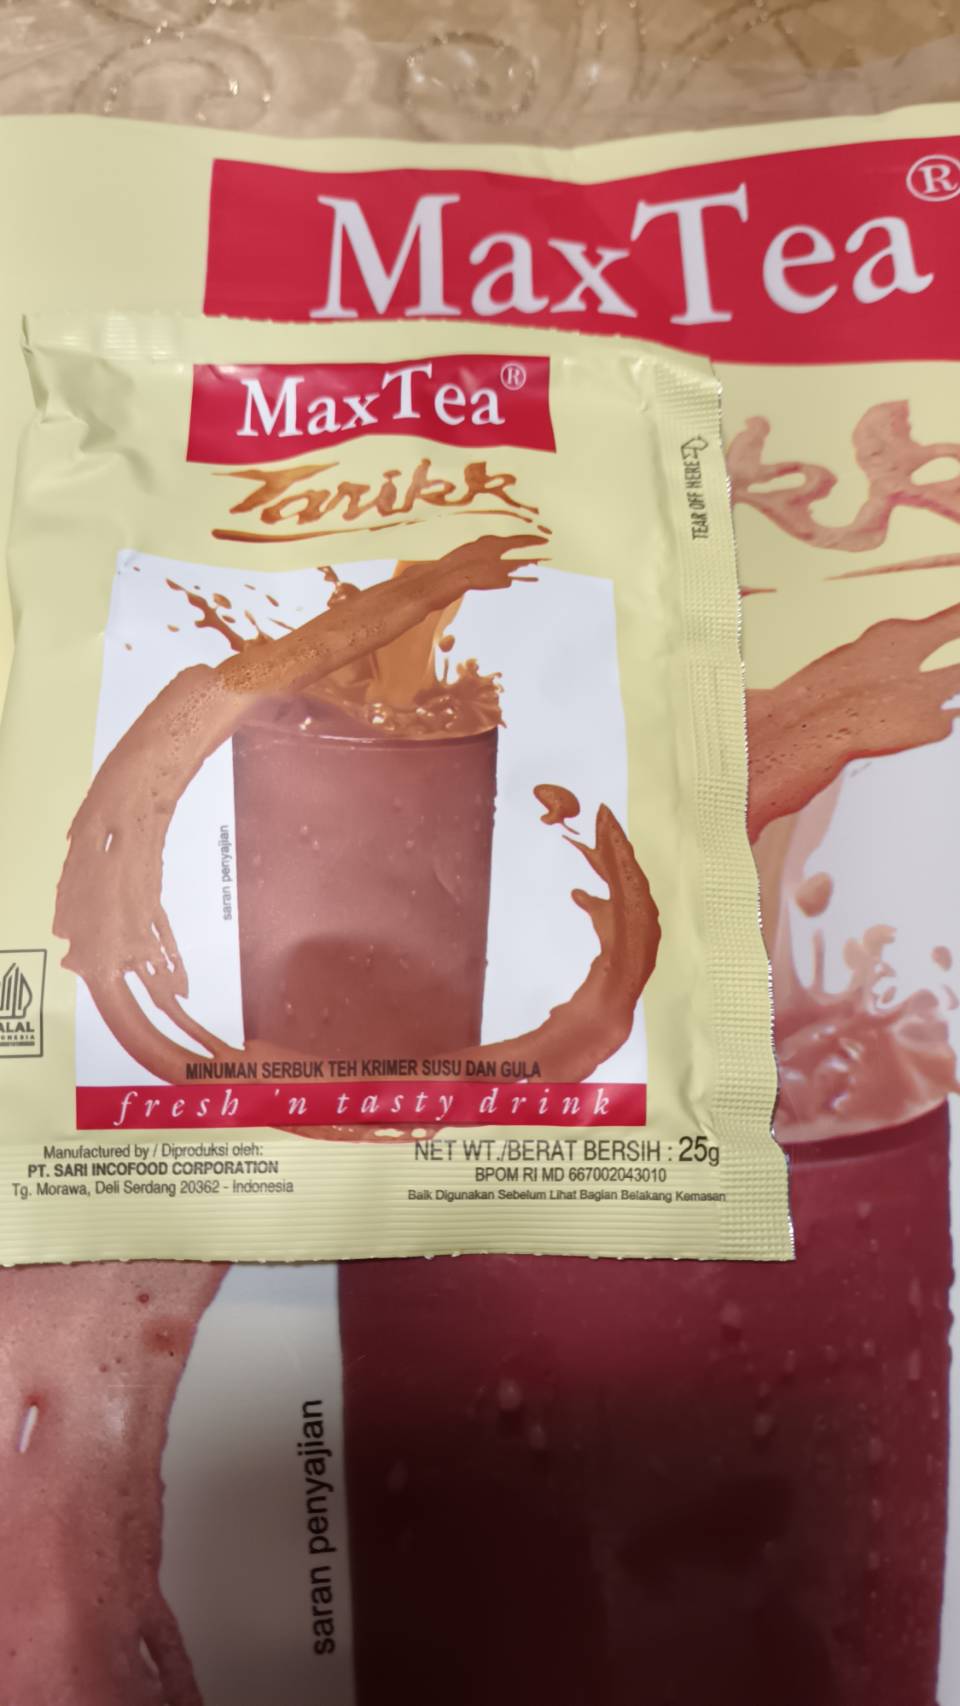 MaxTea®
MaxTea®
Tarikk
TEAR OFF HERE
saran penyajian
MINUMAN SERBUK TEH KRIMER SUSU DAN GULA
fresh 'n tasty drink
Manufactured by / Diproduksi oleh:
PT. SARI INCOFOOD CORPORATION
Tg. Morawa, Deli Serdang 20362 - Indonesia
NET WT./BERAT BERSIH : 25g
BPOM RI MD 667002043010
Baik Digunakan Sebelum Lihat Bagian Belakang Kemasan
saran penyajian